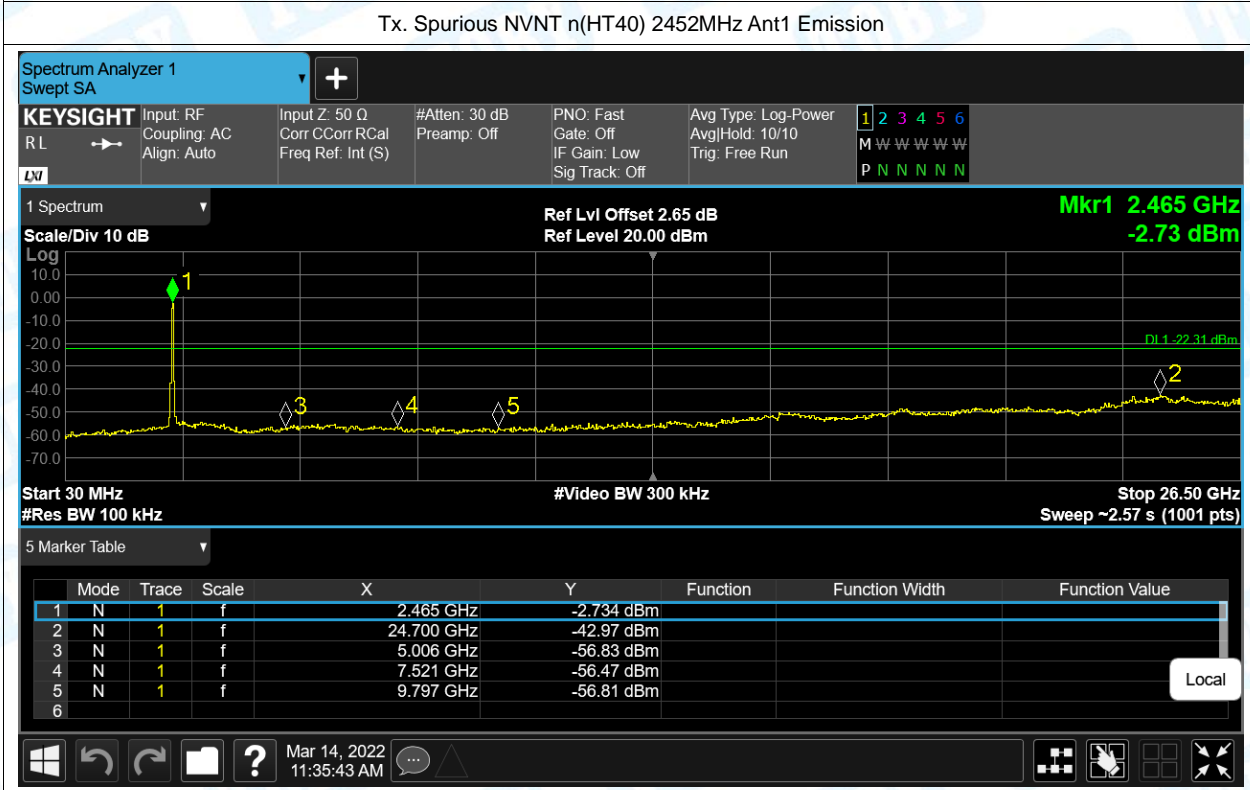 Tx. Spurious NVNT n(HT40) 2452MHz Ant1 Emission
Spectrum Analyzer 1
Swept SA
+
KEYSIGHT Input: RF Input Z: 50 Ω #Atten: 30 dB PNO: Fast Avg Type: Log-Power 1 2 3 4 5 6
R L Coupling: AC Corr CCorr RCal Preamp: Off Gate: Off Avg|Hold: 10/10 M W W W W W
Align: Auto Freq Ref: Int (S) IF Gain: Low Trig: Free Run
LXI Sig Track: Off P N N N N N
1 Spectrum Ref Lvl Offset 2.65 dB Mkr1 2.465 GHz
Scale/Div 10 dB Ref Level 20.00 dBm -2.73 dBm
Log
10.0
1
0.00
-10.0
-20.0 DL1 -22.31 dBm
-30.0
2
-40.0
-50.0 3 4 5
-60.0
-70.0
Start 30 MHz #Video BW 300 kHz Stop 26.50 GHz
#Res BW 100 kHz Sweep ~2.57 s (1001 pts)
5 Marker Table
Mode Trace Scale X Y Function Function Width Function Value
1 N 1 f 2.465 GHz -2.734 dBm
2 N 1 f 24.700 GHz -42.97 dBm
3 N 1 f 5.006 GHz -56.83 dBm
4 N 1 f 7.521 GHz -56.47 dBm
5 N 1 f 9.797 GHz -56.81 dBm
6
Local
? Mar 14, 2022
11:35:43 AM